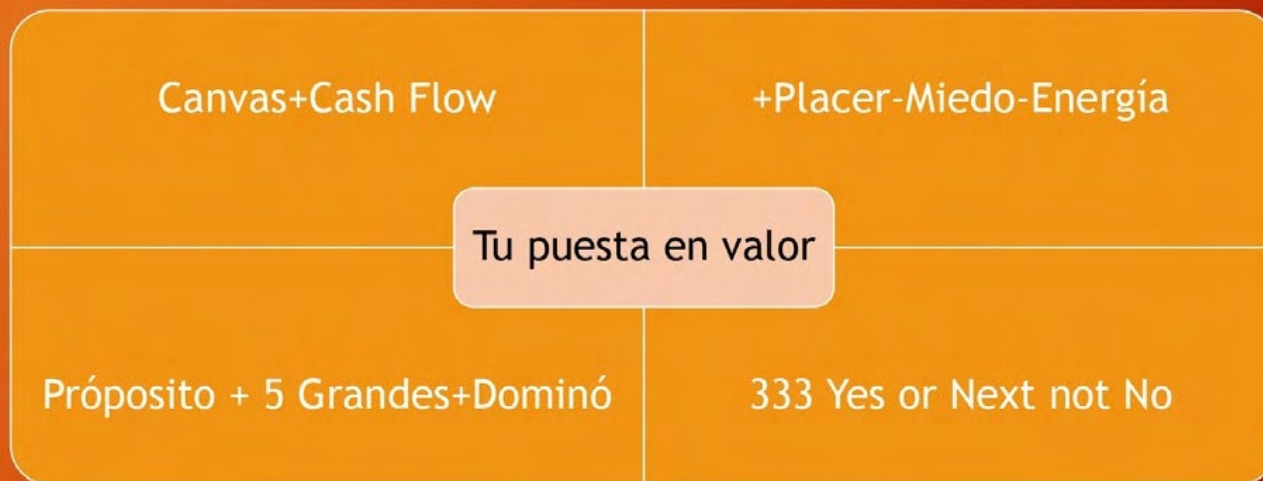 Canvas+Cash Flow
+Placer-Miedo-Energía
Tu puesta en valor
Próposito + 5 Grandes+Dominó
333 Yes or Next not No